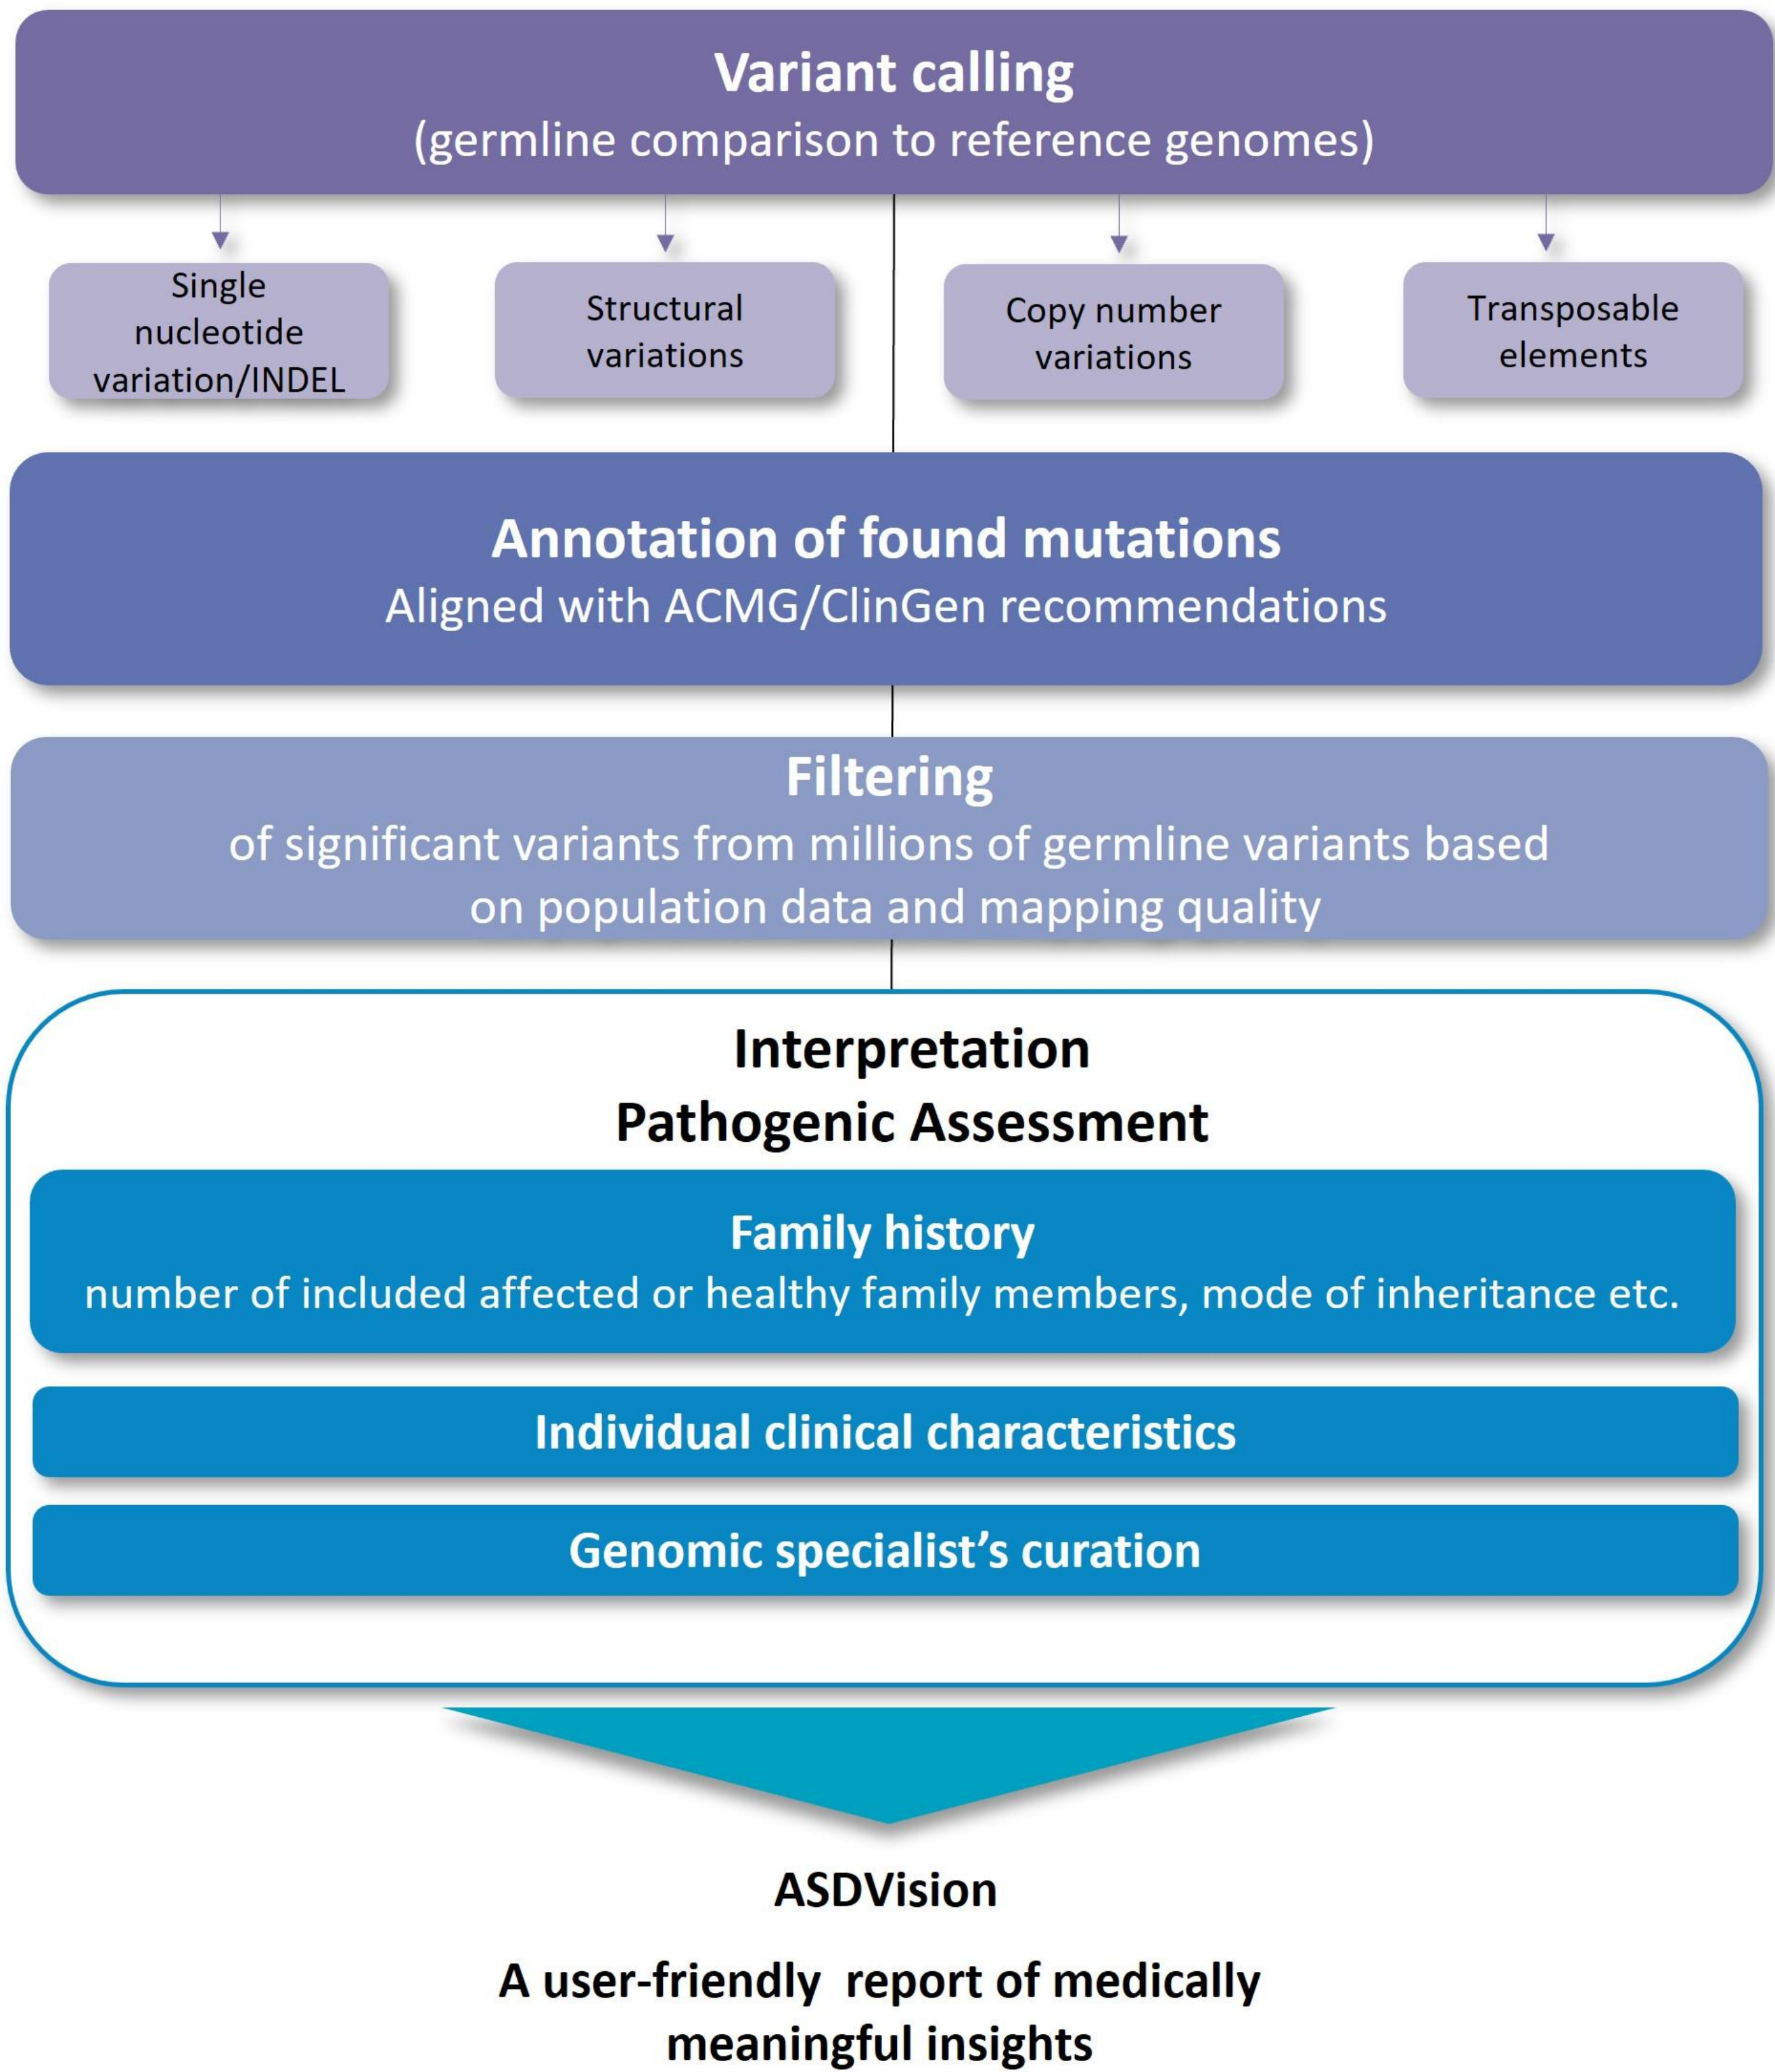 Variant calling
(germline comparison to reference genomes)
Single
nucleotide
variation/INDEL
Structural
variations
Copy number
variations
Transposable
elements
Annotation of found mutations
Aligned with ACMG/ClinGen recommendations
Filtering
of significant variants from millions of germline variants based
on population data and mapping quality
Interpretation
Pathogenic Assessment
Family history
number of included affected or healthy family members, mode of inheritance etc.
Individual clinical characteristics
Genomic specialist’s curation
ASDVision
A user-friendly report of medically
meaningful insights